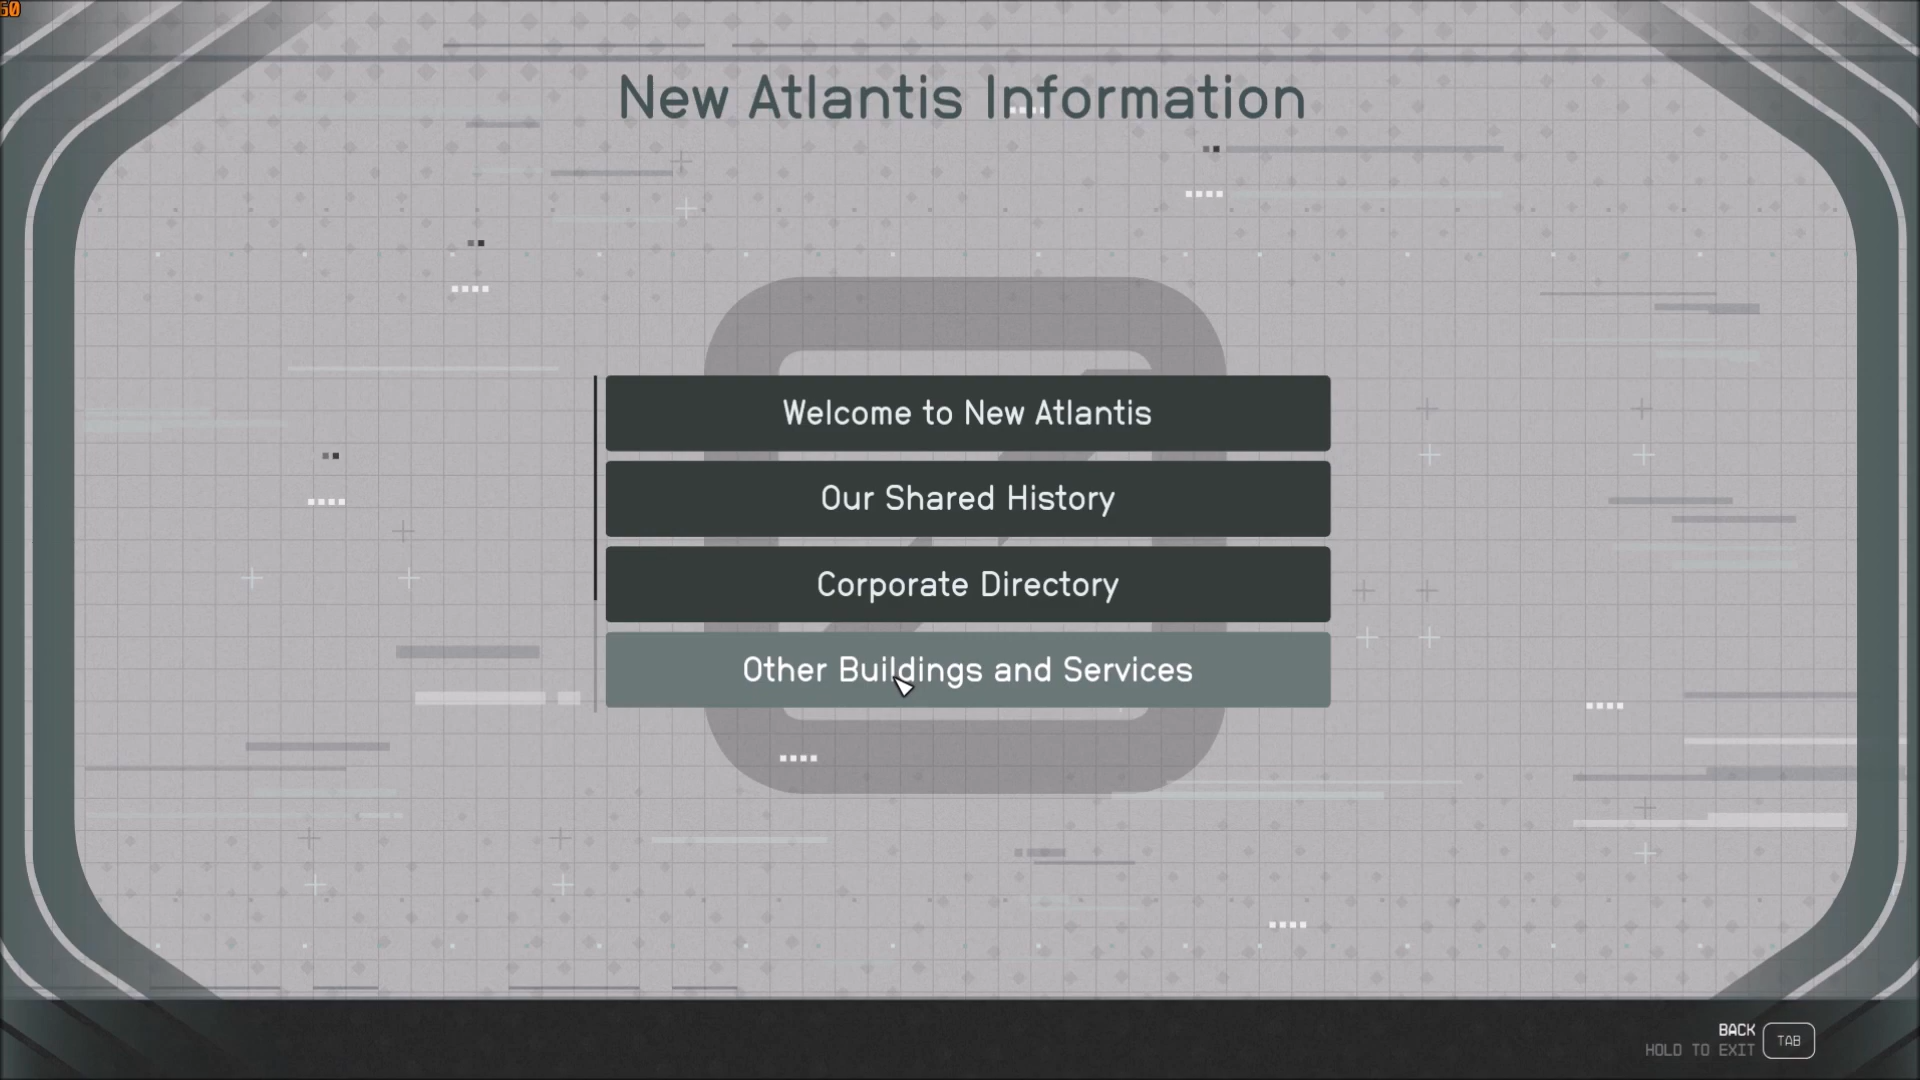 60
New Atlantis Information
Welcome to New Atlantis
Our Shared History
Corporate Directory
Other Buildings and Services
BACK
HOLD TO EXIT
TAB